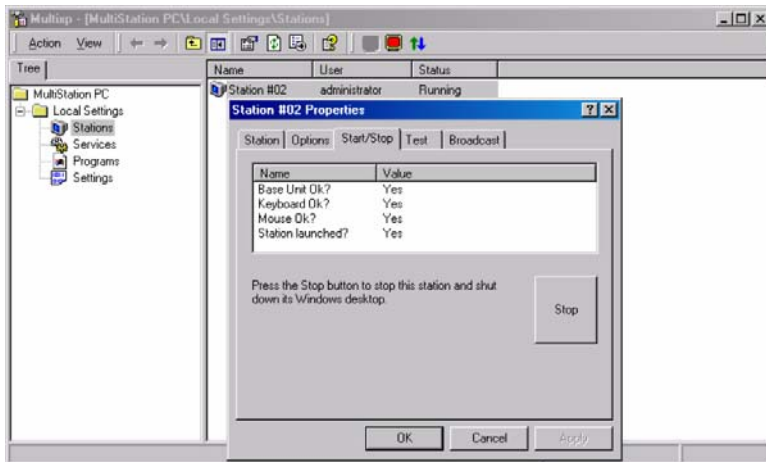 Multixp - [MultiStation PC\Local Settings\Stations]
Action View
Tree
Name User Status
MultiStation PC
Local Settings
Stations
Services
Programs
Settings
Station #02 administrator Running
Station #02 Properties
Station Options Start/Stop Test Broadcast
Name Value
Base Unit Ok? Yes
Keyboard Ok? Yes
Mouse Ok? Yes
Station launched? Yes
Press the Stop button to stop this station and shut
down its Windows desktop.
Stop
OK Cancel Apply